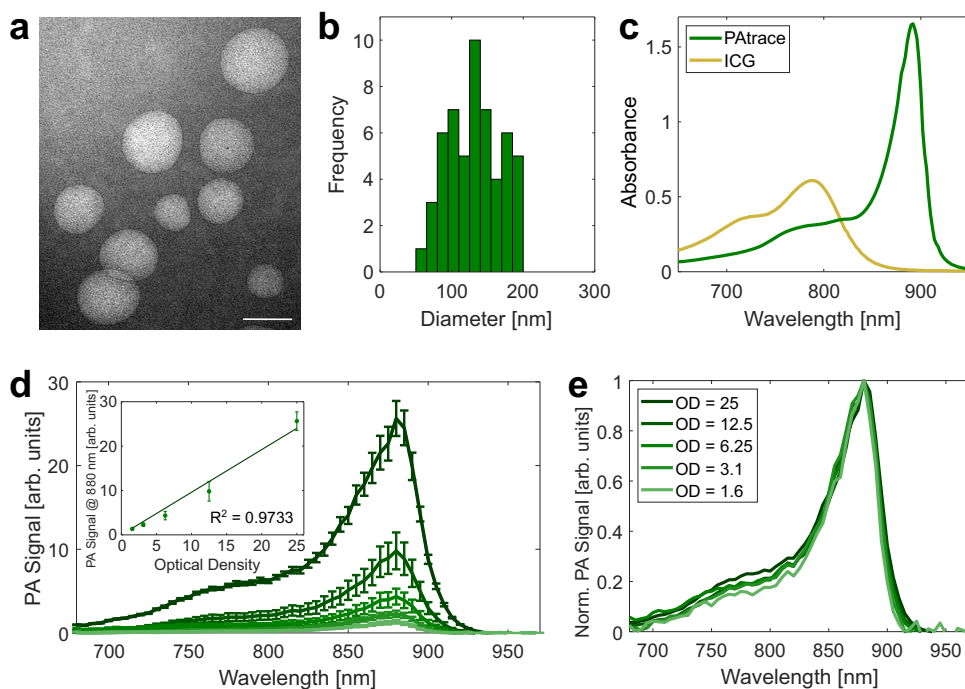 a
b
10
8
6
4
2
0
Frequency
0
100
200
300
Diameter [nm]
c
PAtrace
ICG
1.5
1
0.5
0
Absorbance
700
800
900
Wavelength [nm]
d
30
20
10
0
PA Signal [arb. units]
700
750
800
850
900
950
Wavelength [nm]
PA Signal @ 880 nm [arb. units]
30
20
10
0
0
5
10
15
20
25
Optical Density
R² = 0.9733
e
OD = 25
OD = 12.5
OD = 6.25
OD = 3.1
OD = 1.6
1
0.8
0.6
0.4
0.2
0
Norm. PA Signal [arb. units]
700
750
800
850
900
950
Wavelength [nm]